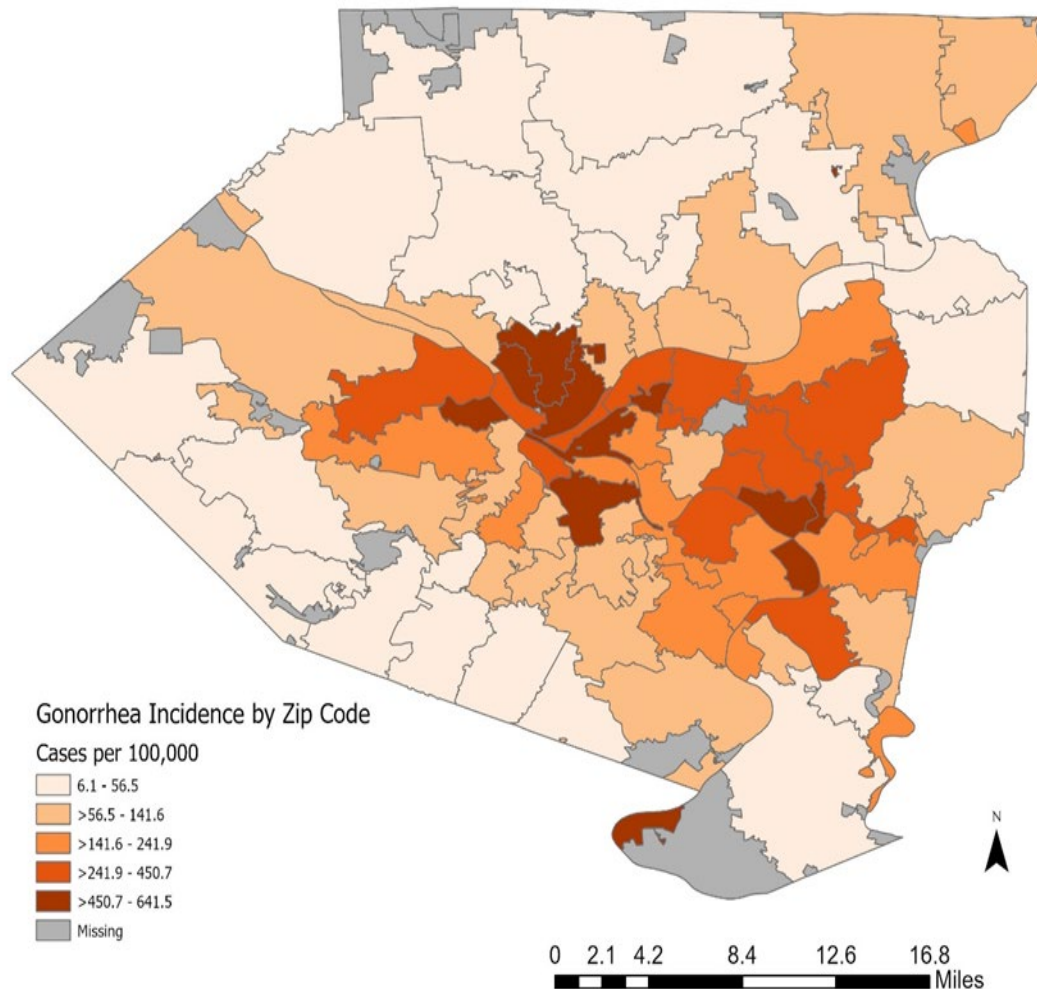 Gonorrhea Incidence by Zip Code
Cases per 100,000
6.1 - 56.5
>56.5 - 141.6
>141.6 - 241.9
>241.9 - 450.7
>450.7 - 641.5
Missing
N
0 2.1 4.2 8.4 12.6 16.8
Miles